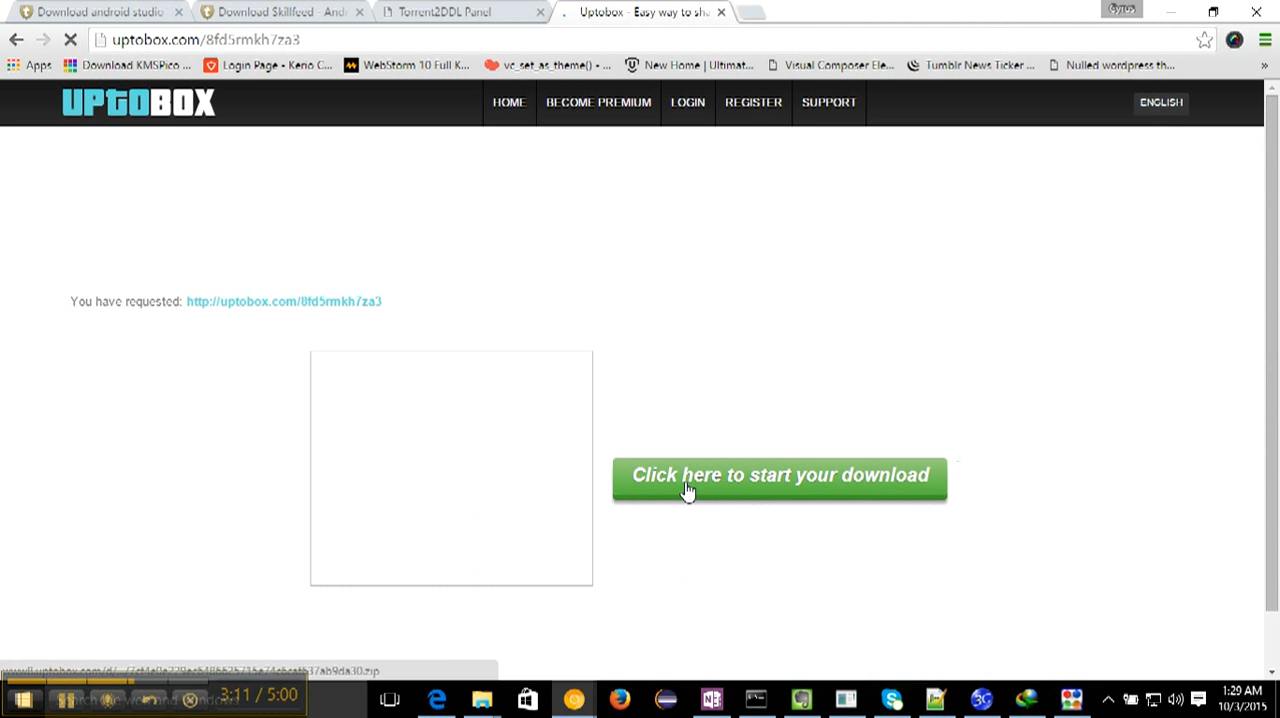 Download android studio
Download Skillfeed - Andr
Torrent2DDL Panel
Uptobox - Easy way to sha
Cyrus
uptobox.com/8fd5rmkh7za3
Apps
Download KMSPico ...
Login Page - Kerio C...
WebStorm 10 Full K...
vc_set_as_theme() - ...
New Home | Ultimat...
Visual Composer Ele...
Tumblr News Ticker ...
Nulled wordpress th...
»
UPTOBOX
HOME
BECOME PREMIUM
LOGIN
REGISTER
SUPPORT
ENGLISH
You have requested: http://uptobox.com/8fd5rmkh7za3
Click here to start your download
3:11 / 5:00
1:29 AM
10/3/2015